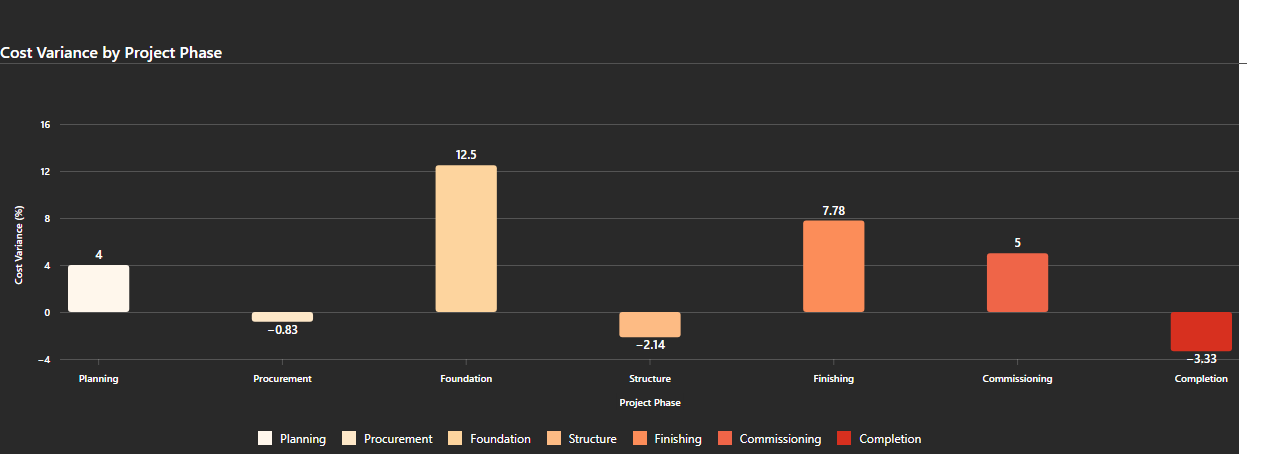 Cost Variance by Project Phase
16
12
8
4
0
−4
Cost Variance (%)
4
−0.83
12.5
−2.14
7.78
5
−3.33
Planning Procurement Foundation Structure Finishing Commissioning Completion
Project Phase
Planning Procurement Foundation Structure Finishing Commissioning Completion